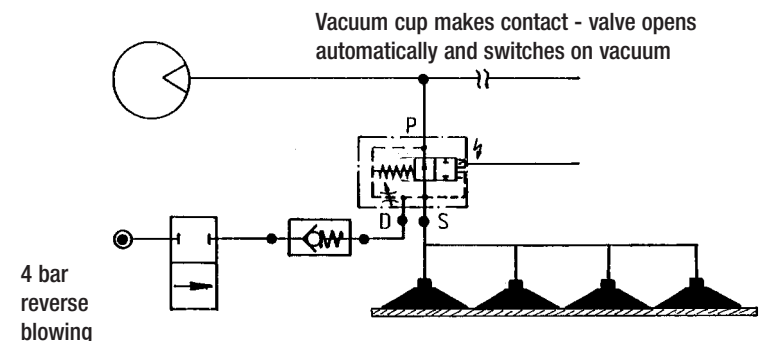 Vacuum cup makes contact - valve opens
automatically and switches on vacuum
P
D
S
4 bar
reverse
blowing